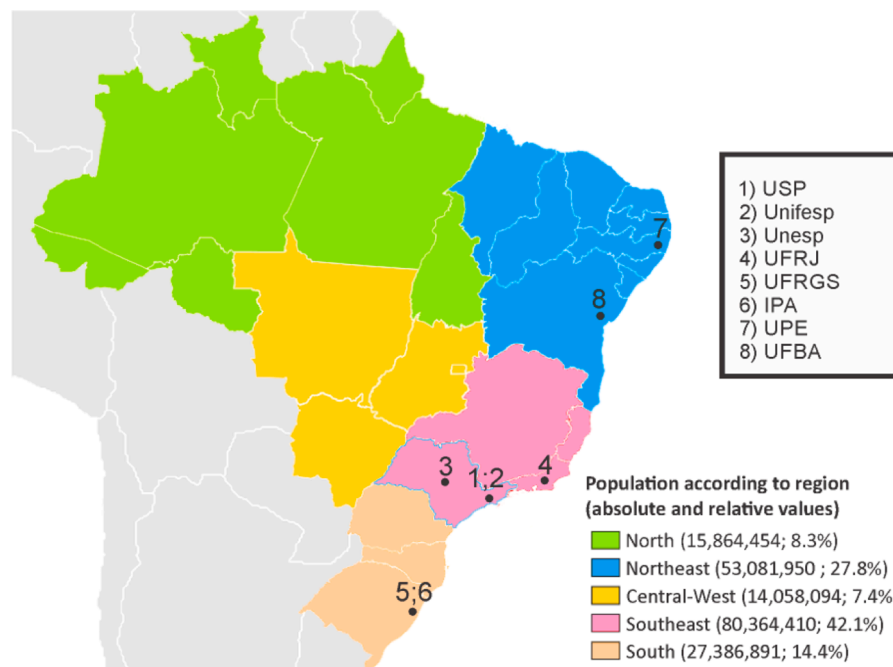 1) USP
2) Unifesp
3) Unesp
4) UFRJ
5) UFRGS
6) IPA
7) UPE
8) UFBA
7
8
3
1;2
4
5;6
Population according to region
(absolute and relative values)
North (15,864,454; 8.3%)
Northeast (53,081,950 ; 27.8%)
Central-West (14,058,094; 7.4%
Southeast (80,364,410; 42.1%)
South (27,386,891; 14.4%)